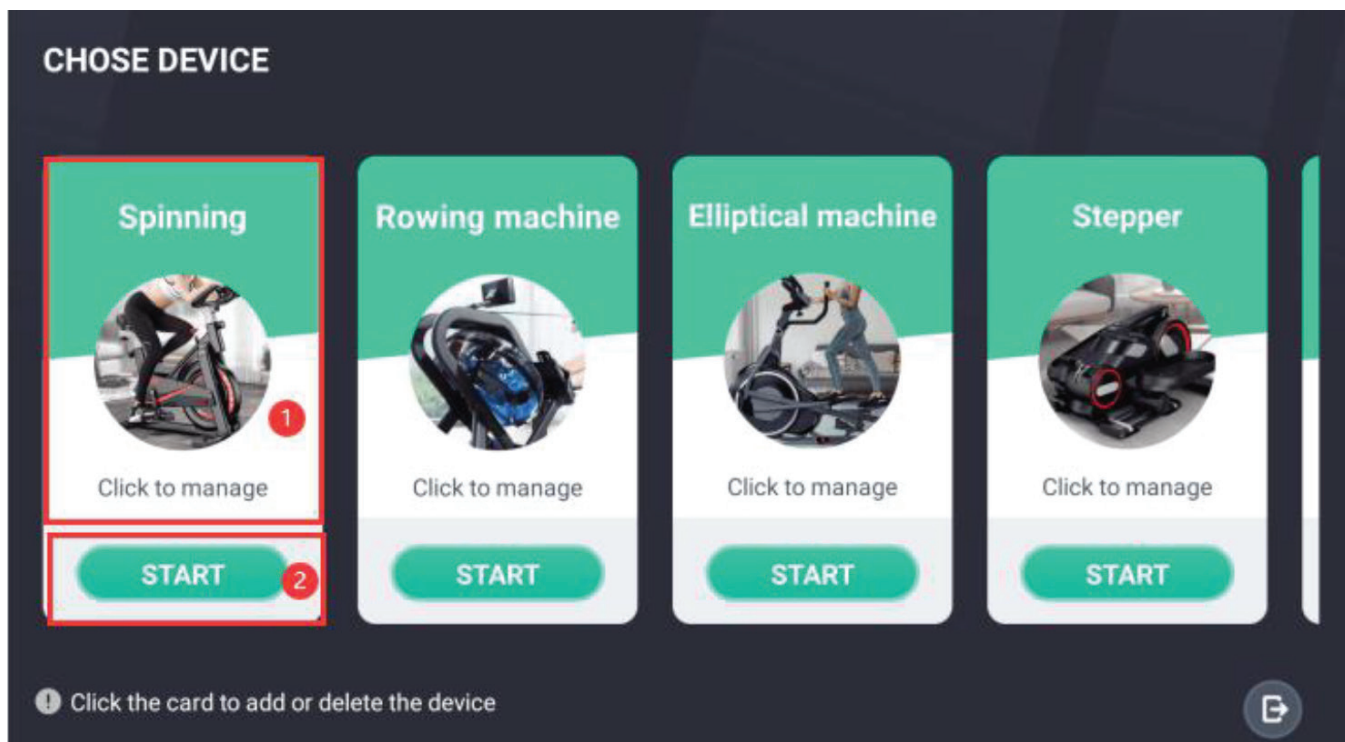 CHOSE DEVICE
Spinning
Rowing machine
Elliptical machine
Stepper
1
Click to manage
Click to manage
Click to manage
Click to manage
START
2
START
START
START
Click the card to add or delete the device